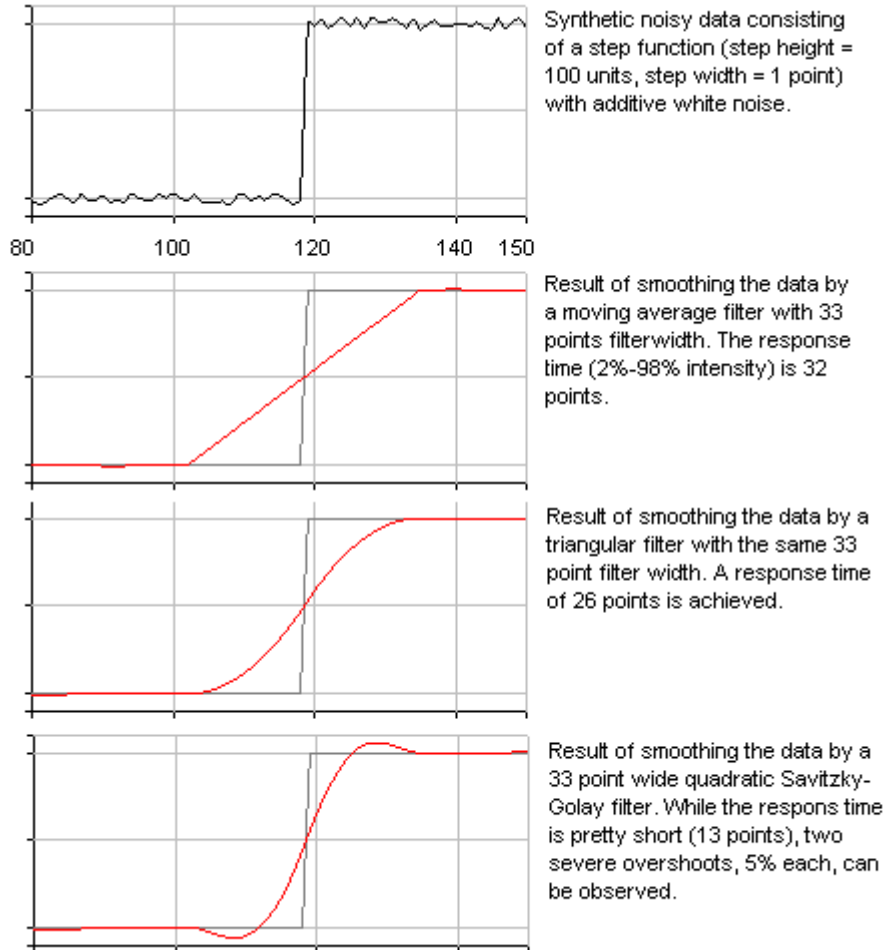 Synthetic noisy data consisting
of a step function (step height =
100 units, step width = 1 point)
with additive white noise.
80 100 120 140 150
Result of smoothing the data by
a moving average filter with 33
points filterwidth. The response
time (2%-98% intensity) is 32
points.
Result of smoothing the data by a
triangular filter with the same 33
point filter width. A response time
of 26 points is achieved.
Result of smoothing the data by a
33 point wide quadratic Savitzky-
Golay filter. While the respons time
is pretty short (13 points), two
severe overshoots, 5% each, can
be observed.